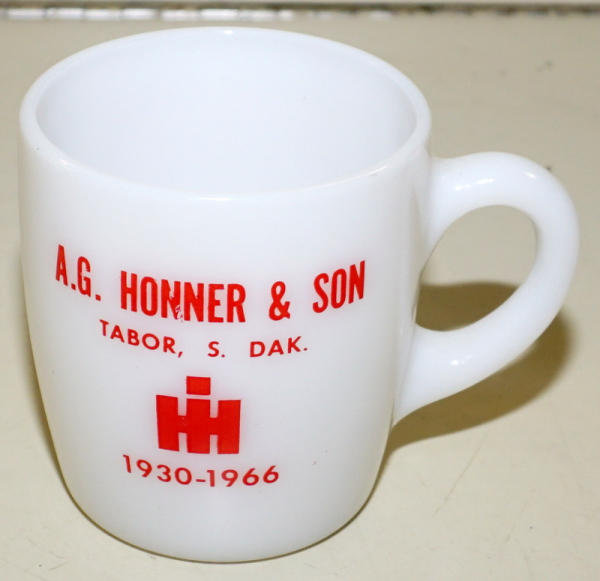 A.G. HONNER & SON
TABOR, S. DAK.
IH
1930-1966